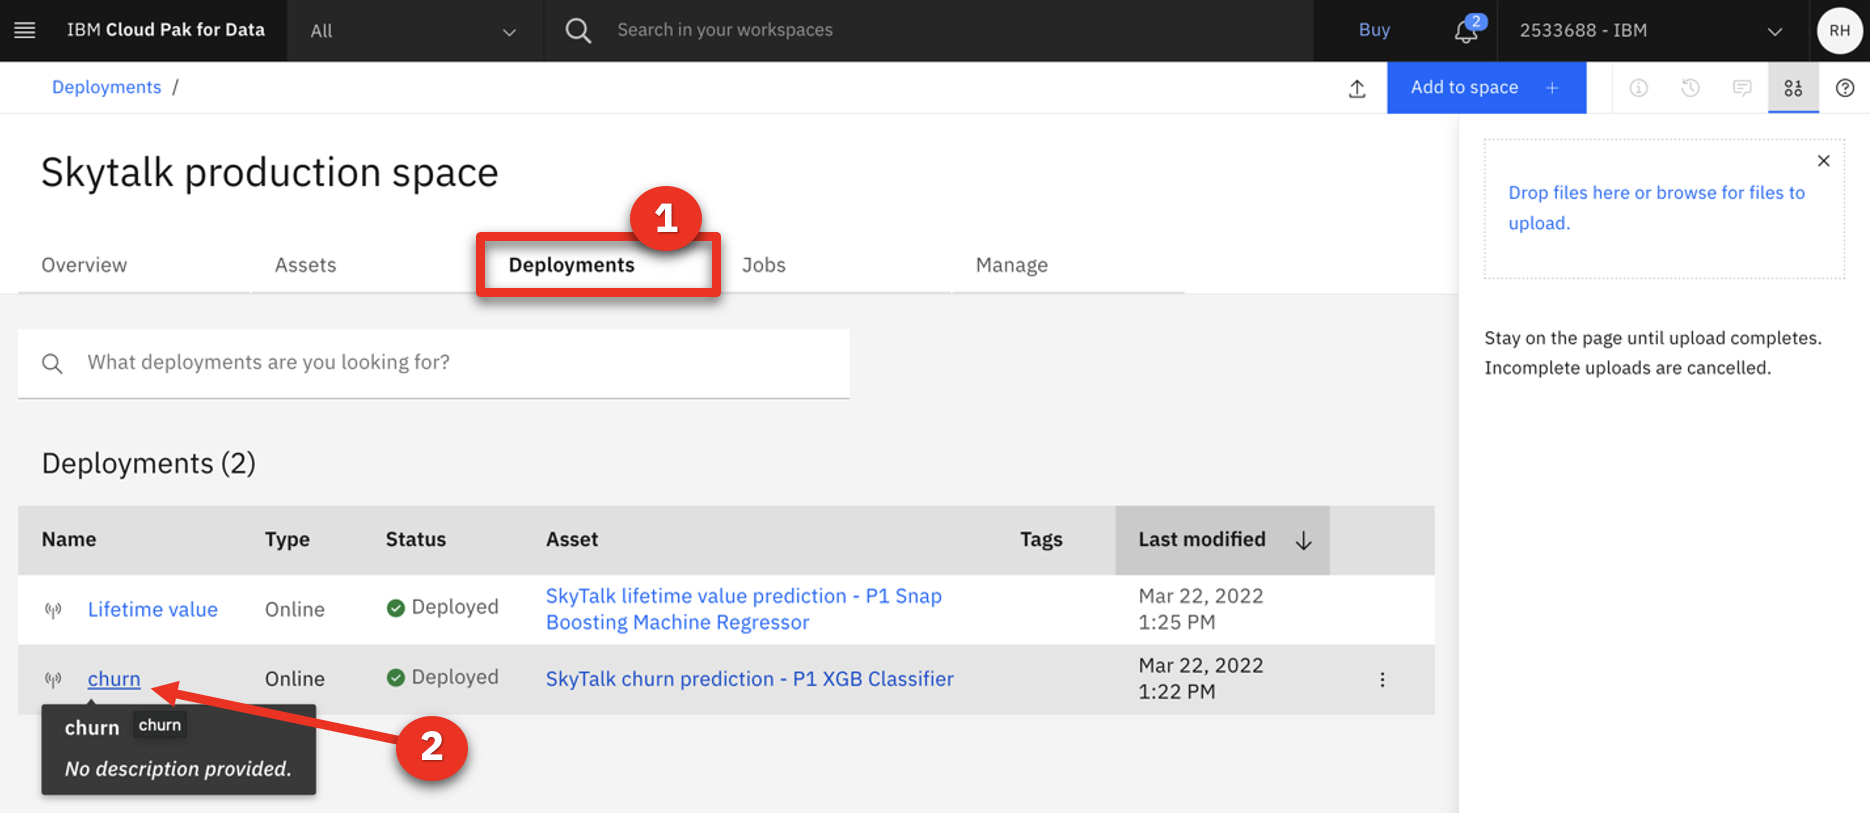 IBM Cloud Pak for Data
All
Search in your workspaces
Buy
2
2533688 - IBM
RH
Deployments /
Add to space +
Skytalk production space
1
Overview
Assets
Deployments
Jobs
Manage
What deployments are you looking for?
Deployments (2)
Name Type Status Asset Tags Last modified
Lifetime value Online Deployed SkyTalk lifetime value prediction - P1 Snap
Boosting Machine Regressor
Mar 22, 2022
1:25 PM
churn Online Deployed SkyTalk churn prediction - P1 XGB Classifier
Mar 22, 2022
1:22 PM
churn churn
No description provided.
2
Drop files here or browse for files to
upload.
Stay on the page until upload completes.
Incomplete uploads are cancelled.